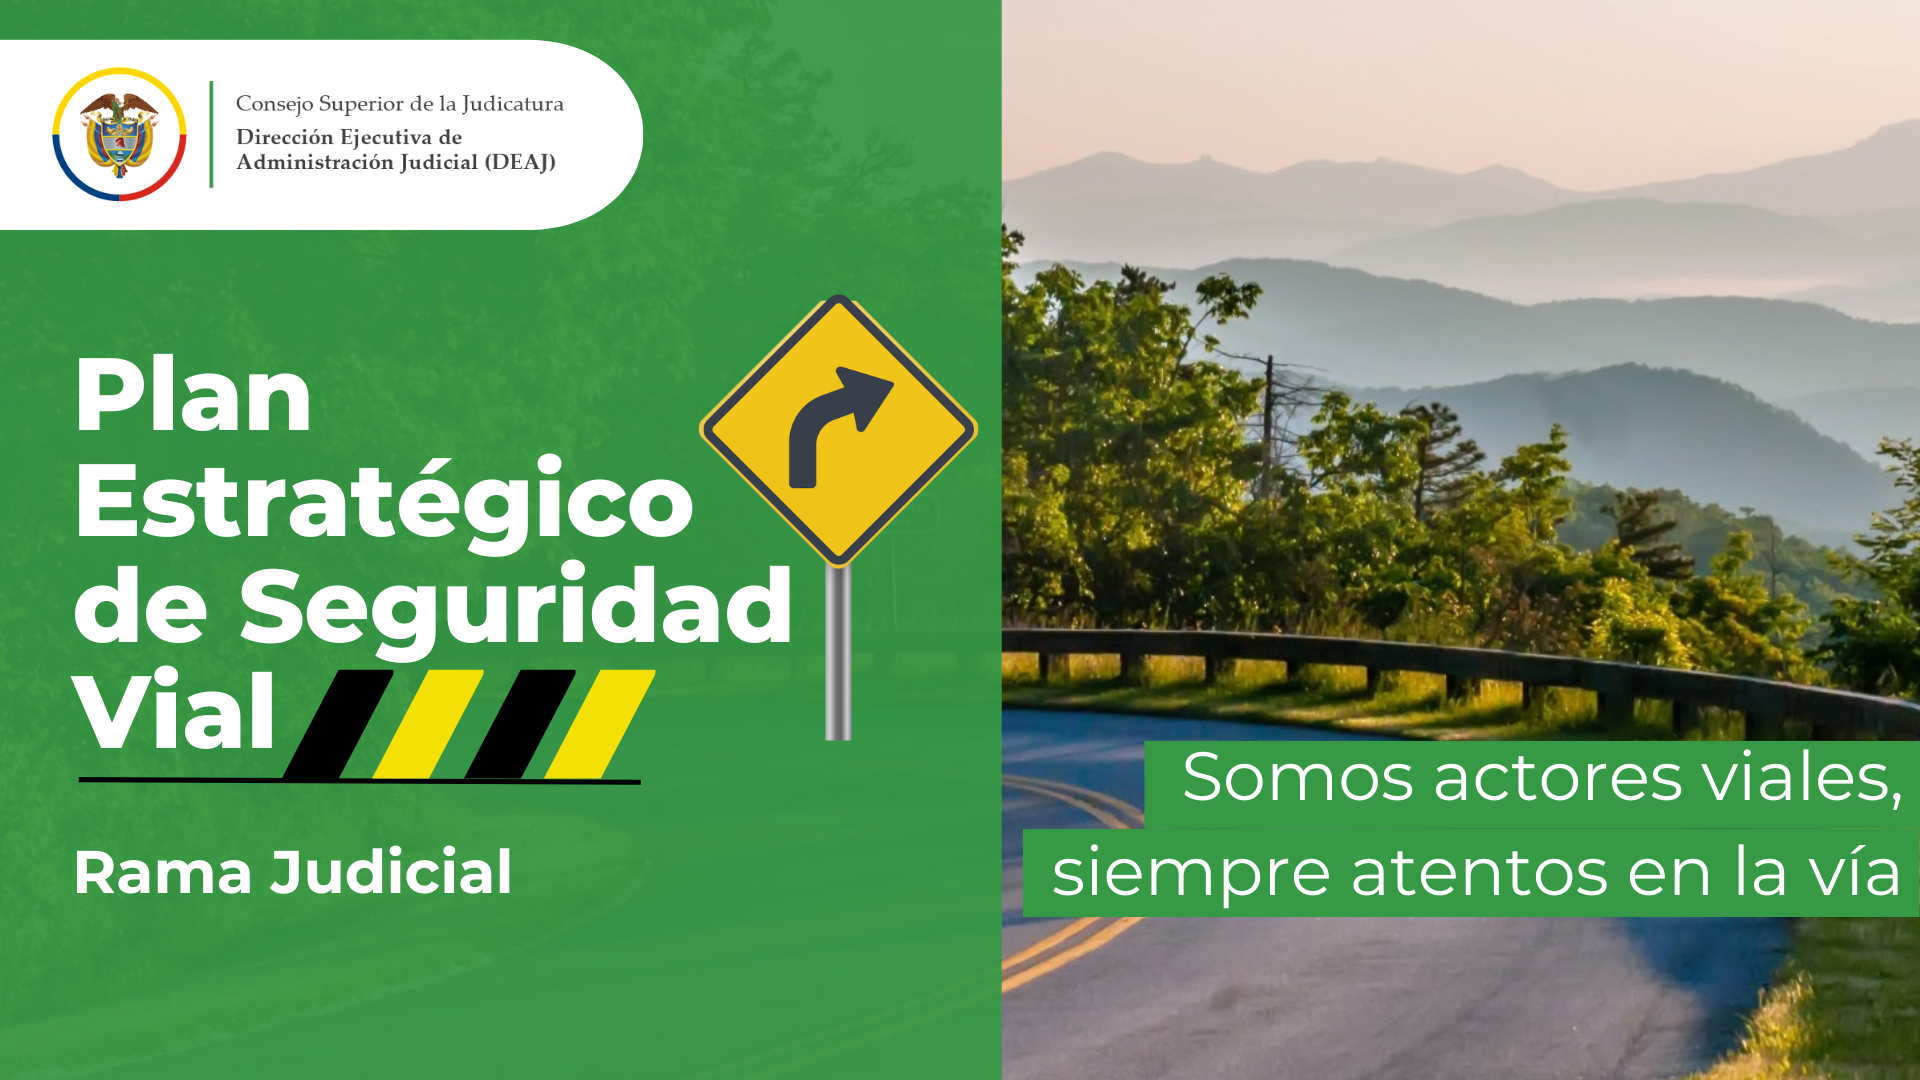 Consejo Superior de la Judicatura
Dirección Ejecutiva de
Administración Judicial (DEAJ)
Plan
Estratégico
de Seguridad
Vial
Rama Judicial
Somos actores viales,
siempre atentos en la vía